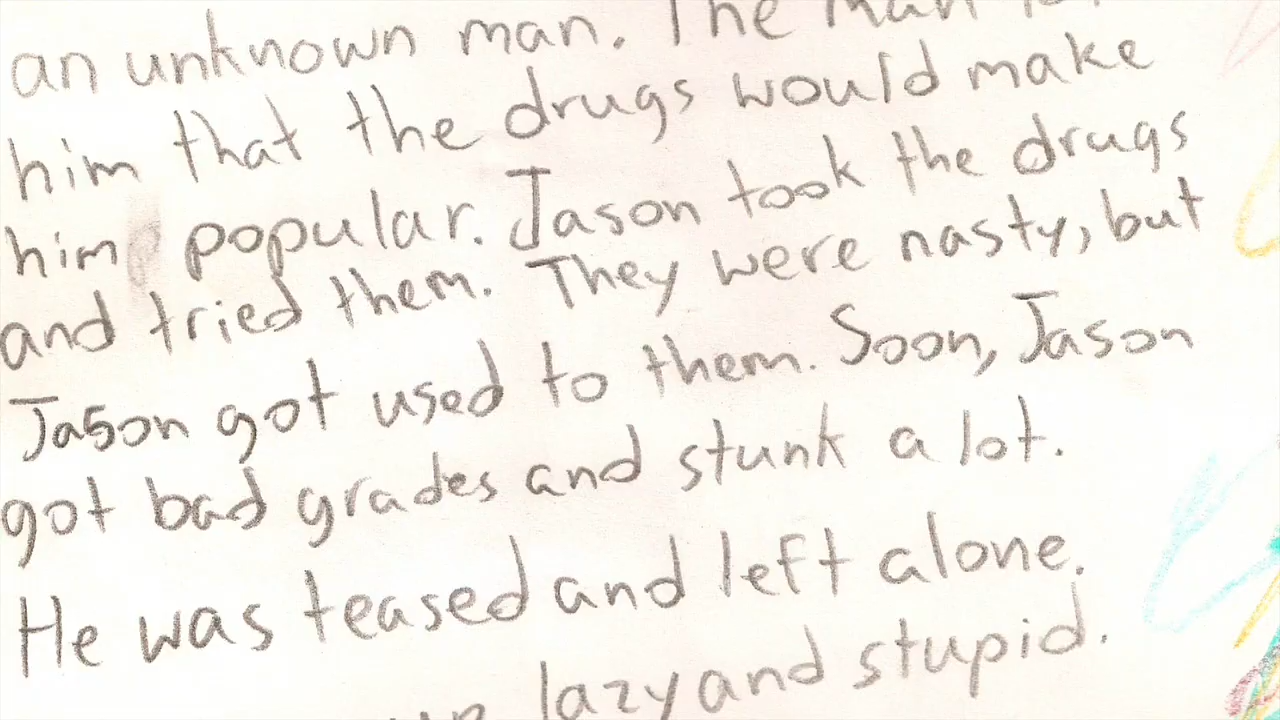 an unknown man. The man
him that the drugs would make
him popular. Jason took the drugs
and tried them. They were nasty, but
Jason got used to them. Soon, Jason
got bad grades and stunk a lot.
He was teased and left alone.
lazy and stupid.